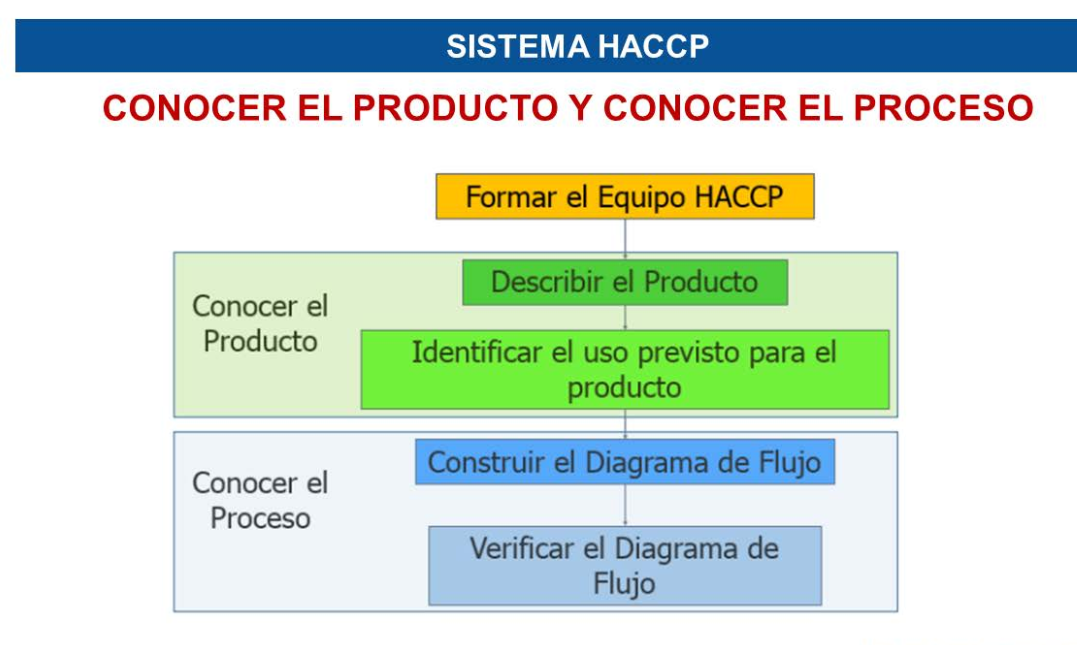 SISTEMA HACCP
CONOCER EL PRODUCTO Y CONOCER EL PROCESO
Formar el Equipo HACCP
Conocer el
Producto
Describir el Producto
Identificar el uso previsto para el
producto
Conocer el
Proceso
Construir el Diagrama de Flujo
Verificar el Diagrama de
Flujo